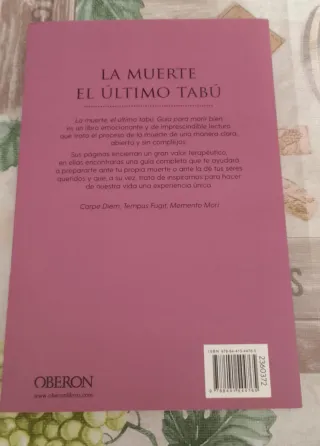 LA MUERTE
EL ÚLTIMO TABÚ
La muerte, el último tabú. Guía para morir bien,
es un libro emocionante y de imprescindible lectura
que trata el proceso de la muerte de una manera clara,
abierta y sin complejos.
Sus páginas encierran un gran valor terapéutico,
en ellas encontrarás una guía completa que te ayudará
a prepararte ante tu propia muerte o ante la de tus seres
queridos y que, a su vez, trata de inspirarnos para hacer
de nuestra vida una experiencia única.
Carpe Diem, Tempus Fugit, Memento Mori
2360372
OBERON
www.oberonlibros.com